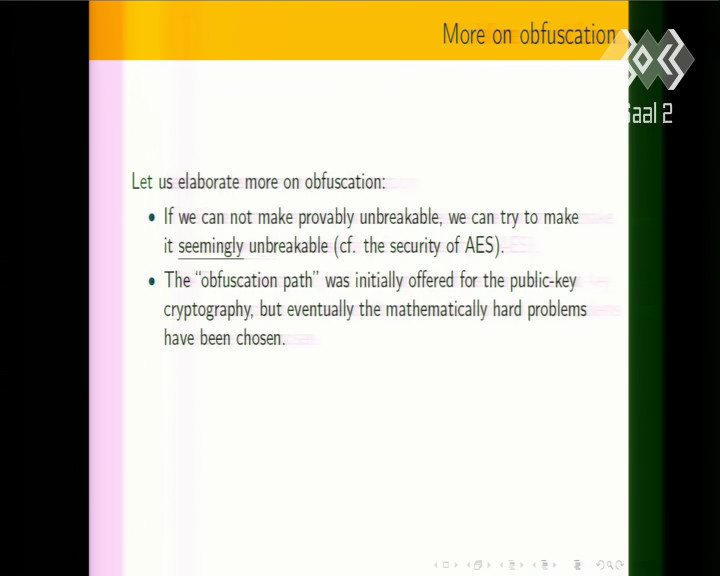 More on obfuscation
Saal 2
Let us elaborate more on obfuscation:
• If we can not make provably unbreakable, we can try to make
it seemingly unbreakable (cf. the security of AES).
• The “obfuscation path” was initially offered for the public-key
cryptography, but eventually the mathematically hard problems
have been chosen.